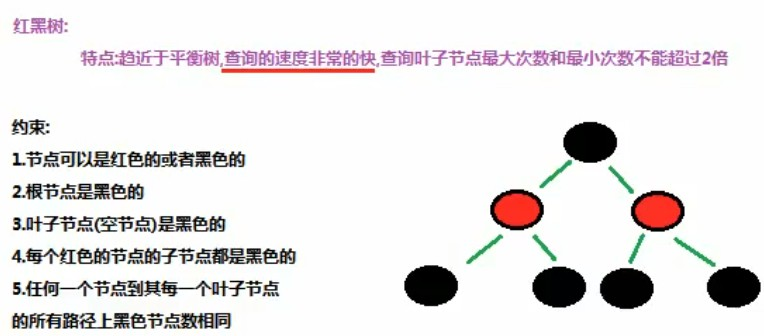 红黑树:
特点:趋近于平衡树,查询的速度非常的快,查询叶子节点最大次数和最小次数不能超过2倍
约束:
1.节点可以是红色的或者黑色的
2.根节点是黑色的
3.叶子节点(空节点)是黑色的
4.每个红色的节点的子节点都是黑色的
5.任何一个节点到其每一个叶子节点
的所有路径上黑色节点数相同